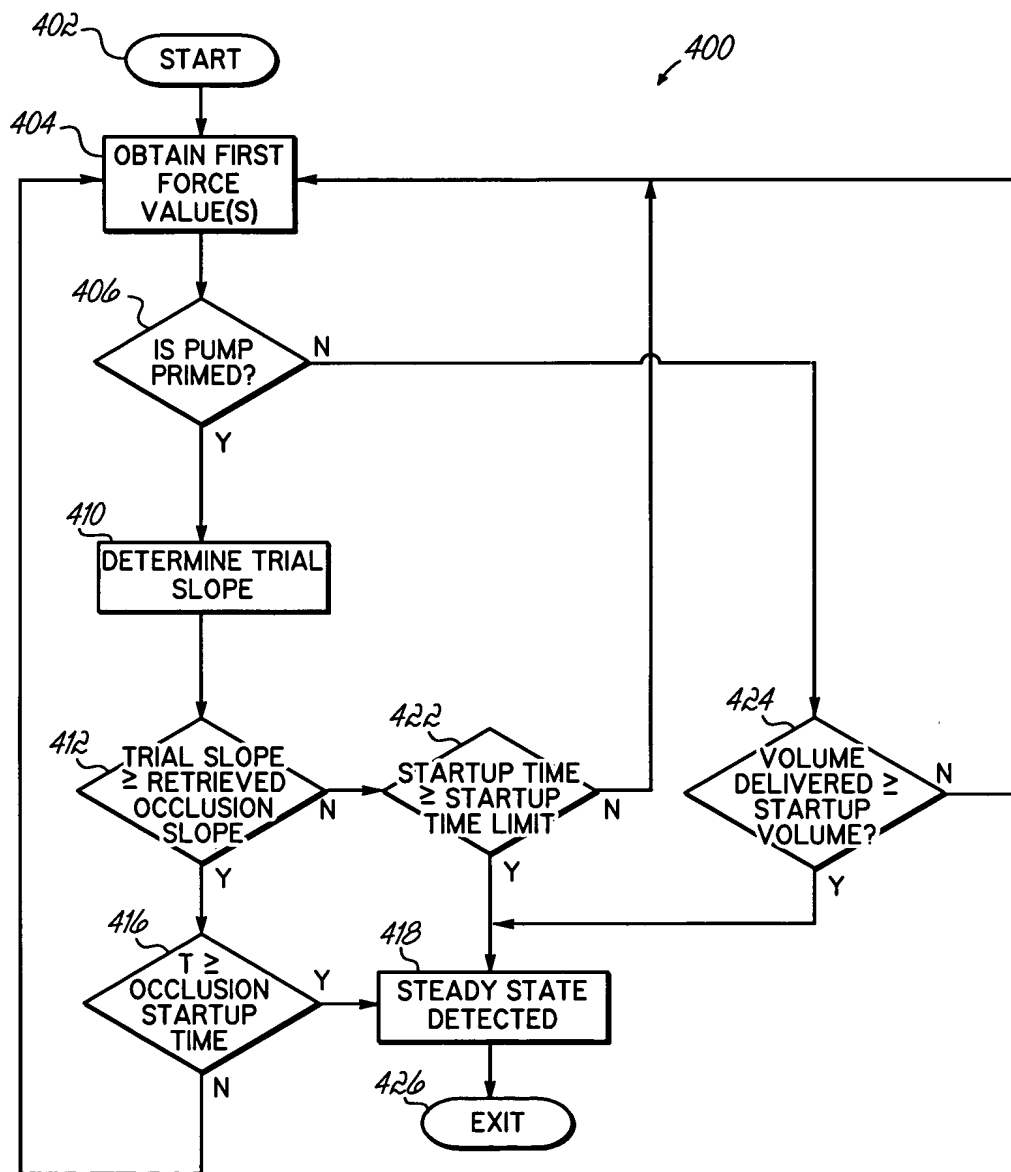 402
START
400
404
OBTAIN FIRST
FORCE
VALUE(S)
406
IS PUMP
PRIMED?
N
Y
410
DETERMINE TRIAL
SLOPE
412
TRIAL SLOPE
≥ RETRIEVED
OCCLUSION
SLOPE
N
Y
422
STARTUP TIME
≥ STARTUP
TIME LIMIT
N
Y
424
VOLUME
DELIVERED ≥
STARTUP
VOLUME?
N
Y
416
T ≥
OCCLUSION
STARTUP
TIME
Y
N
418
STEADY STATE
DETECTED
426
EXIT